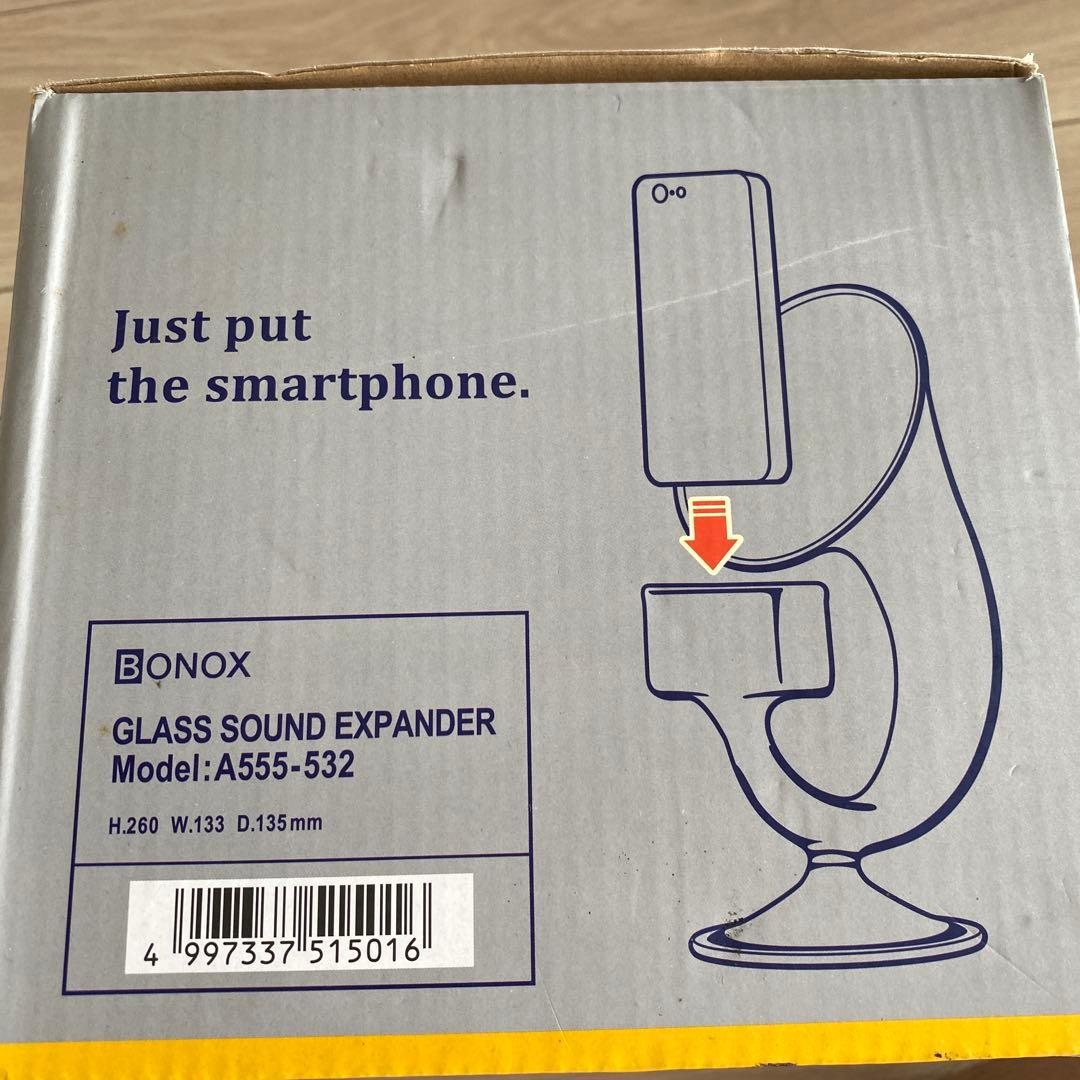 Just put
the smartphone.
BONOX
GLASS SOUND EXPANDER
Model:A555-532
H.260 W.133 D.135mm
4 997337 515016